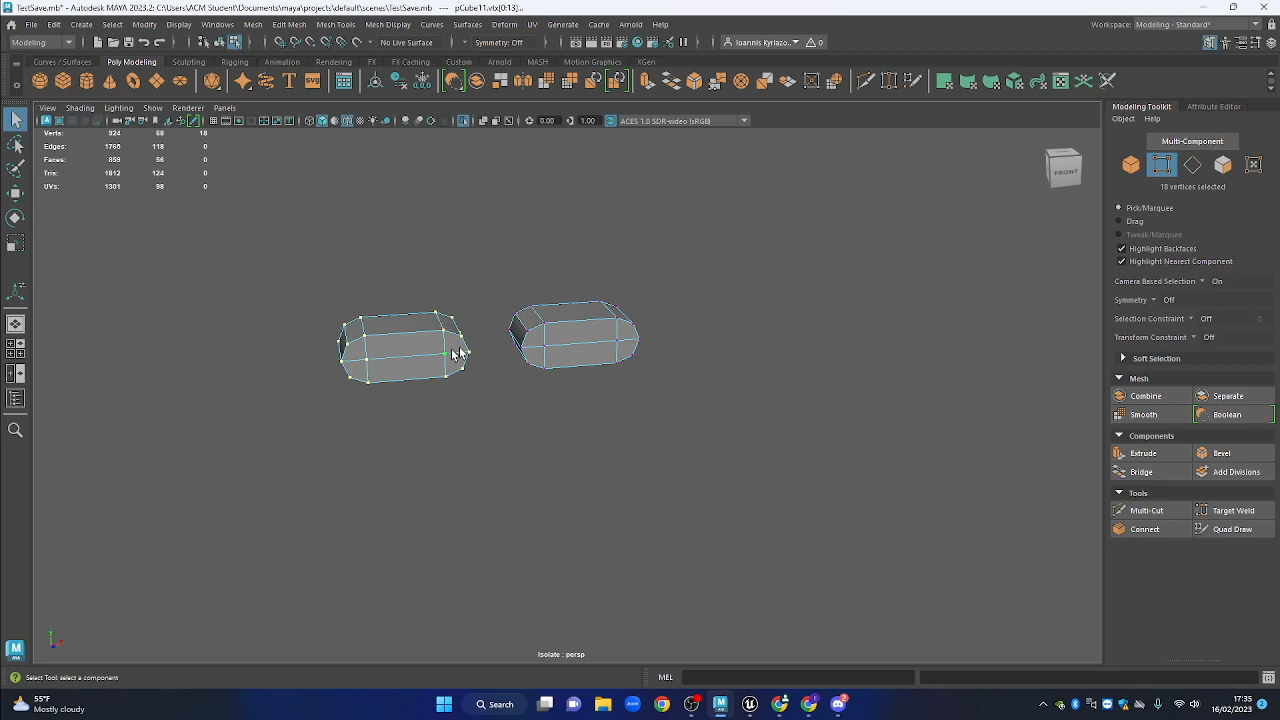 TestSave.mb* - Autodesk MAYA 2023.2: C:\Users\ACM Student\Documents\maya\projects\default\scenes\TestSave.mb --- pCube11.vtx[0:13]...
File Edit Create Select Modify Display Windows Mesh Edit Mesh Mesh Tools Mesh Display Curves Surfaces Deform UV Generate Cache Arnold Help
Workspace: Modeling - Standard*
Modeling No Live Surface Symmetry: Off Ioannis Kyriazo... 0
Curves / Surfaces Poly Modeling Sculpting Rigging Animation Rendering FX FX Caching Custom Arnold MASH Motion Graphics XGen
SVG
View Shading Lighting Show Renderer Panels
0.00 1.00 ACES 1.0 SDR-video (sRGB)
Verts: 924 68 18
Edges: 1765 118 0
Faces: 859 56 0
Tris: 1812 124 0
UVs: 1301 98 0
FRONT
Isolate : persp
Modeling Toolkit Attribute Editor
Object Help
Multi-Component
18 vertices selected
Pick/Marquee
Drag
Tweak/Marquee
Highlight Backfaces
Highlight Nearest Component
Camera Based Selection On
Symmetry Off
Selection Constraint Off 0
Transform Constraint Off
Soft Selection
Mesh
Combine Separate
Smooth Boolean
Components
Extrude Bevel
Bridge Add Divisions
Tools
Multi-Cut Target Weld
Connect Quad Draw
Select Tool: select a component
MEL
55°F
Mostly cloudy
Search
zoom
2
17:35
16/02/2023